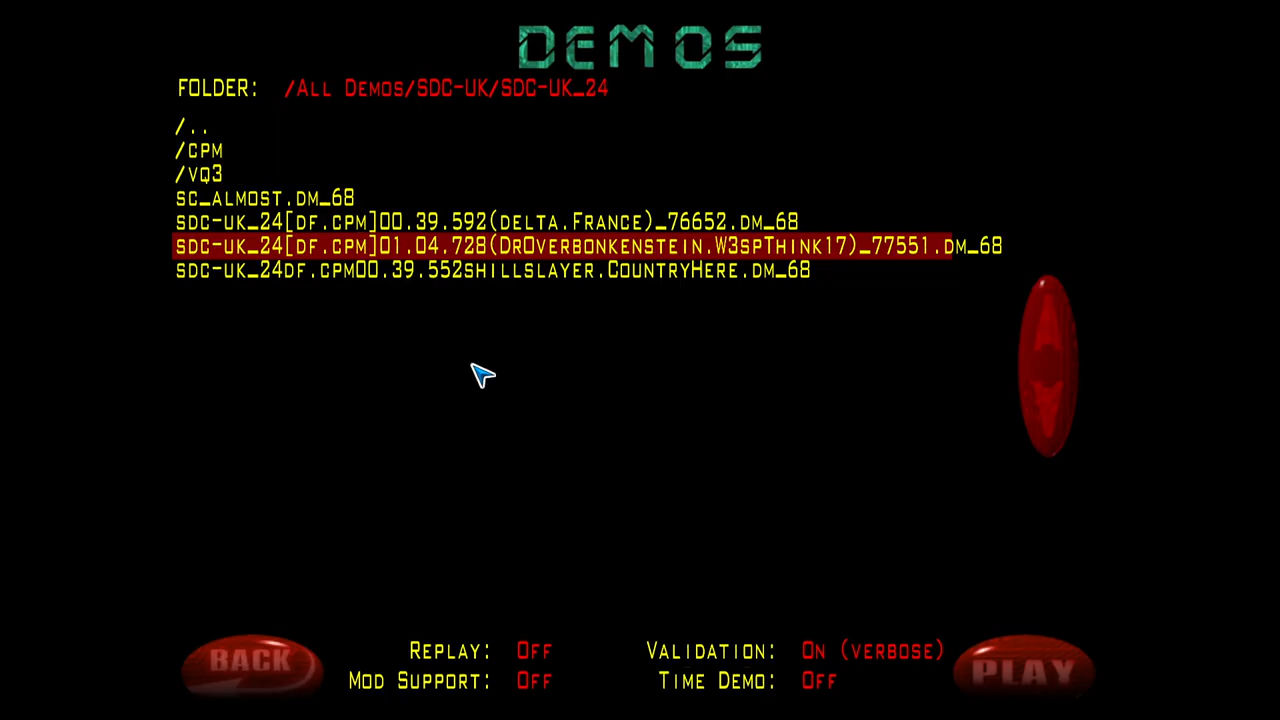 DEMOS
FOLDER: /All Demos/SDC-UK/SDC-UK_24
/..
/cpm
/vq3
sc_almost.dm_68
sdc-uk_24[df.cpm]00.39.592(delta.France)_76652.dm_68
sdc-uk_24[df.cpm]01.04.728(DrOverbonkenstein.W3spThink17)_77551.dm_68
sdc-uk_24df.cpm00.39.552shillslayer.CountryHere.dm_68
BACK
Replay: Off
Validation: On (verbose)
PLAY
Mod Support: Off
Time Demo: Off